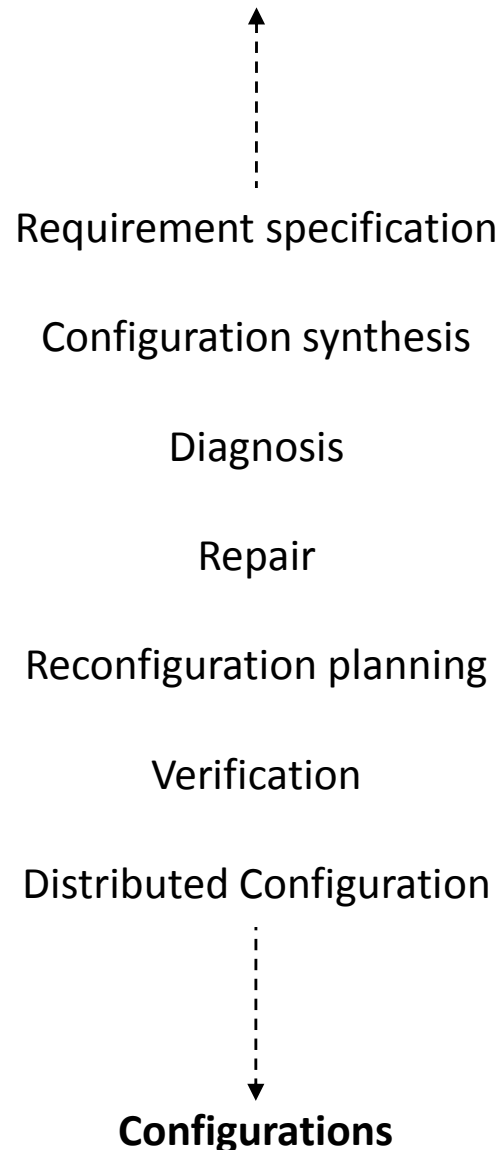 Requirement specification
Configuration synthesis
Diagnosis
Repair
Reconfiguration planning
Verification
Distributed Configuration
Configurations